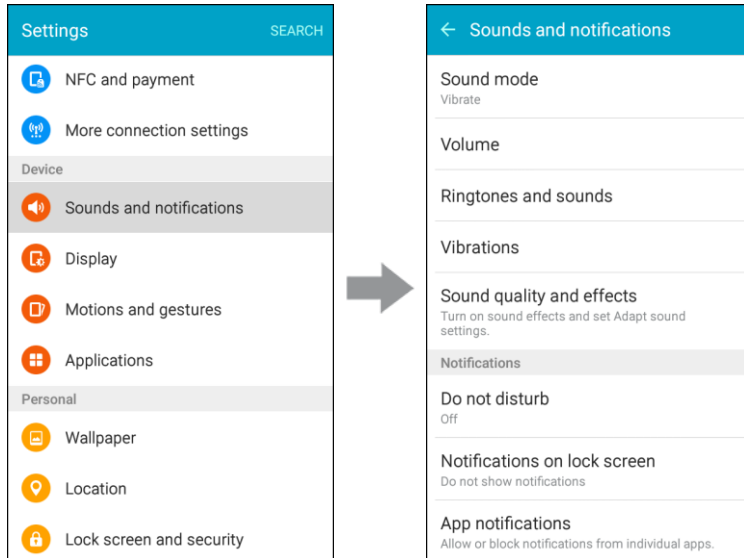 Settings
SEARCH
NFC and payment
More connection settings
Device
Sounds and notifications
Display
Motions and gestures
Applications
Personal
Wallpaper
Location
Lock screen and security
Sounds and notifications
Sound mode
Vibrate
Volume
Ringtones and sounds
Vibrations
Sound quality and effects
Turn on sound effects and set Adapt sound
settings.
Notifications
Do not disturb
Off
Notifications on lock screen
Do not show notifications
App notifications
Allow or block notifications from individual apps.